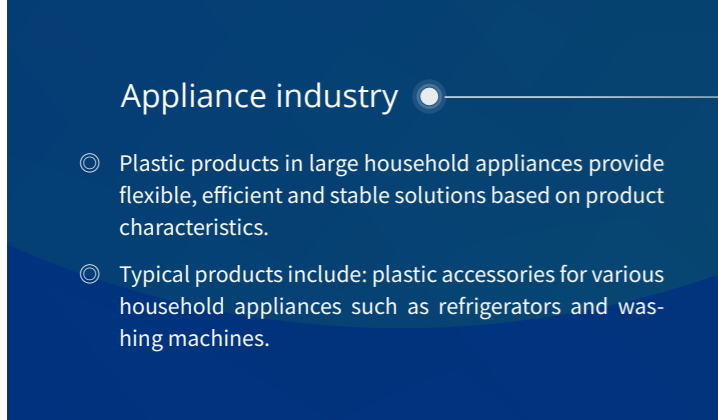 Appliance industry
◎ Plastic products in large household appliances provide
flexible, efficient and stable solutions based on product
characteristics.
◎ Typical products include: plastic accessories for various
household appliances such as refrigerators and was-
hing machines.